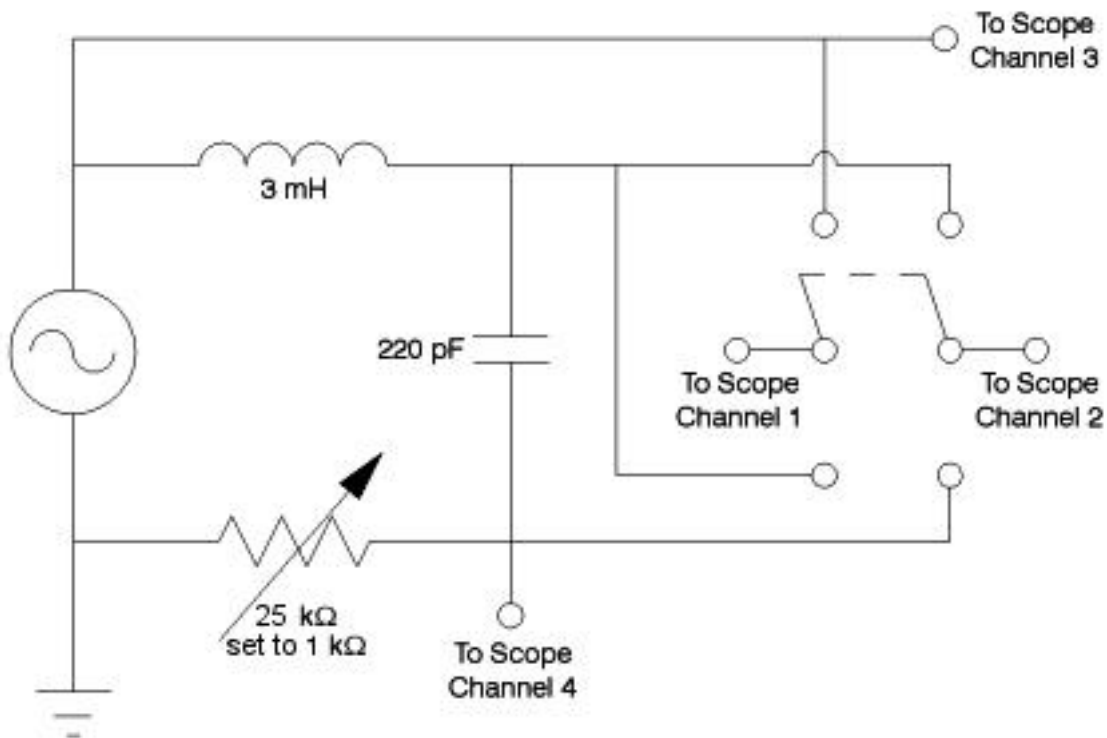 To Scope
Channel 3
3 mH
220 pF
To Scope
Channel 1
To Scope
Channel 2
25 kΩ
set to 1 kΩ
To Scope
Channel 4